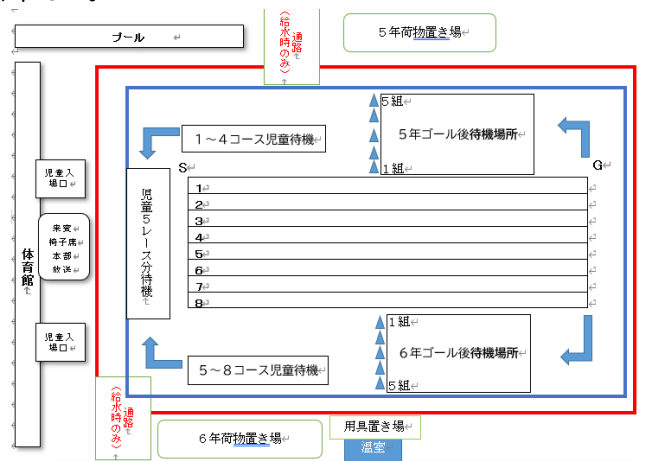 プール
通路
（給水時のみ）
５年荷物置き場
５組
５年ゴール後待機場所
１組
１～４コース児童待機
S
G
児童入
場口
来賓
椅子席
本部
放送
体育館
児童５レース分待機
1
2
3
4
5
6
7
8
児童入
場口
１組
６年ゴール後待機場所
５組
５～８コース児童待機
通路
（給水時のみ）
６年荷物置き場
用具置き場
温室